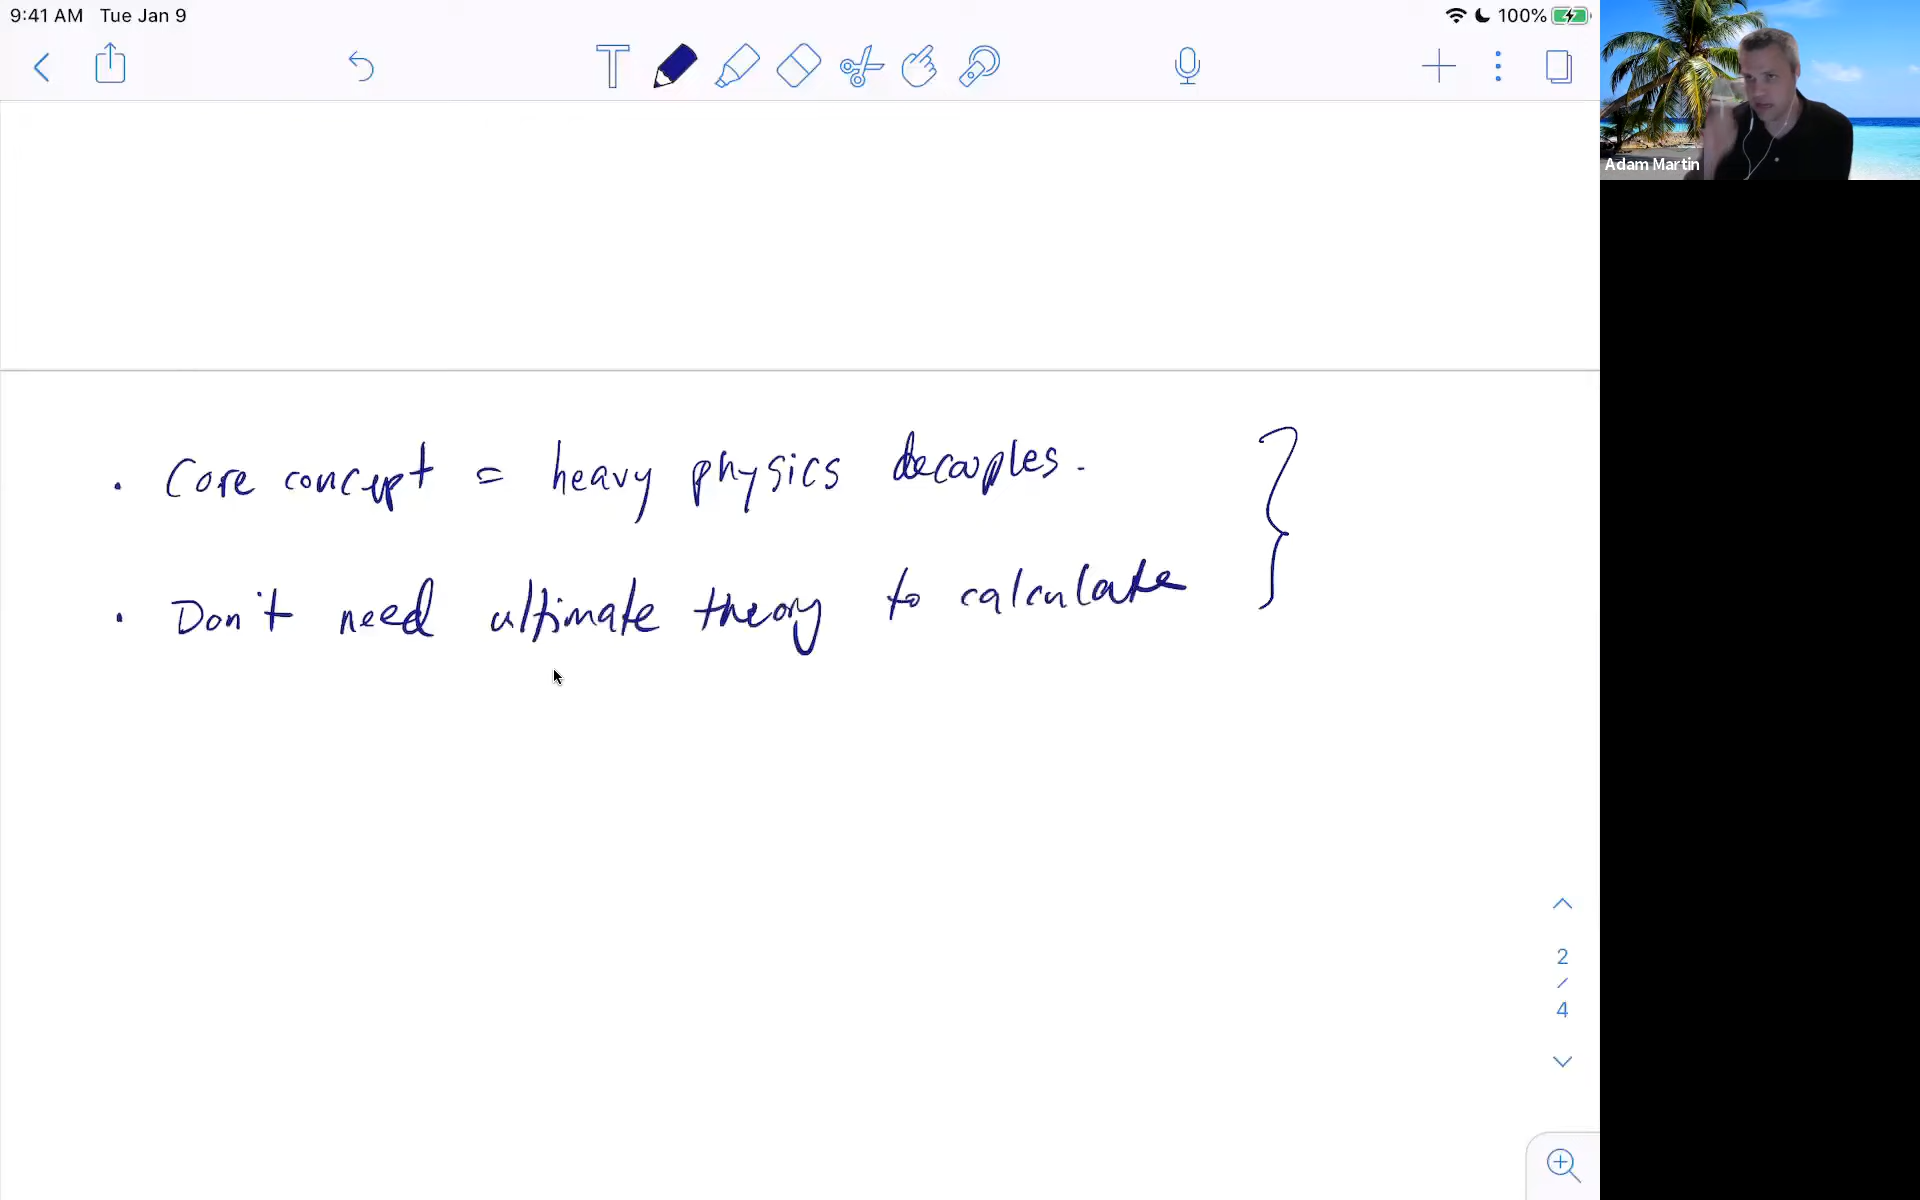 9:41 AM Tue Jan 9
100%
T
Adam Martin
• Core concept = heavy physics decouples.
• Don't need ultimate theory to calculate
2
/
4